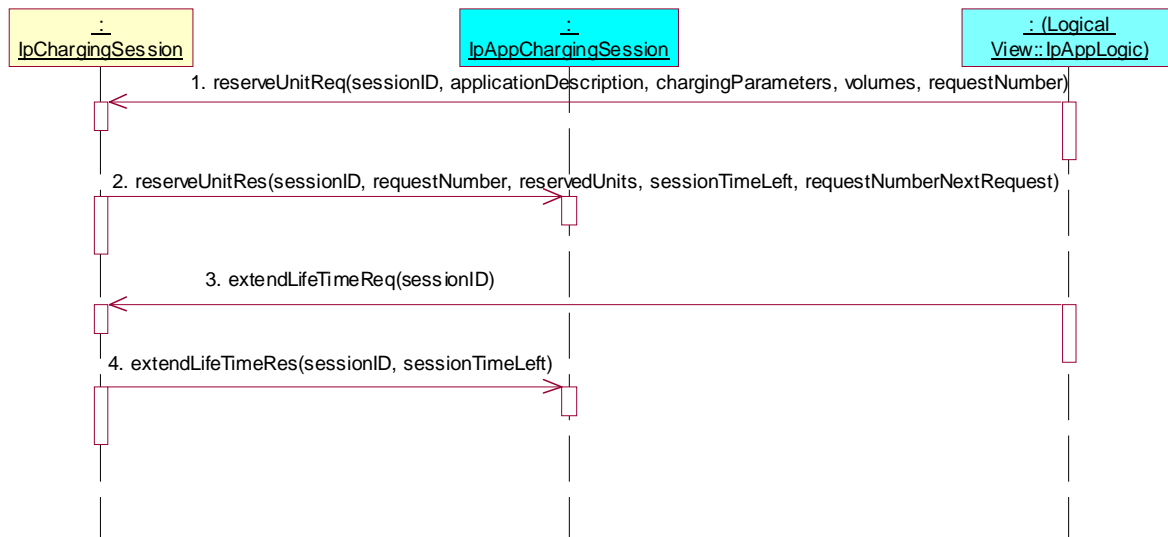 :
IpChargingSession
:
IpAppChargingSession
: (Logical
View::IpAppLogic)
1. reserveUnitReq(sessionID, applicationDescription, chargingParameters, volumes, requestNumber)
2. reserveUnitRes(sessionID, requestNumber, reservedUnits, sessionTimeLeft, requestNumberNextRequest)
3. extendLifeTimeReq(sessionID)
4. extendLifeTimeRes(sessionID, sessionTimeLeft)